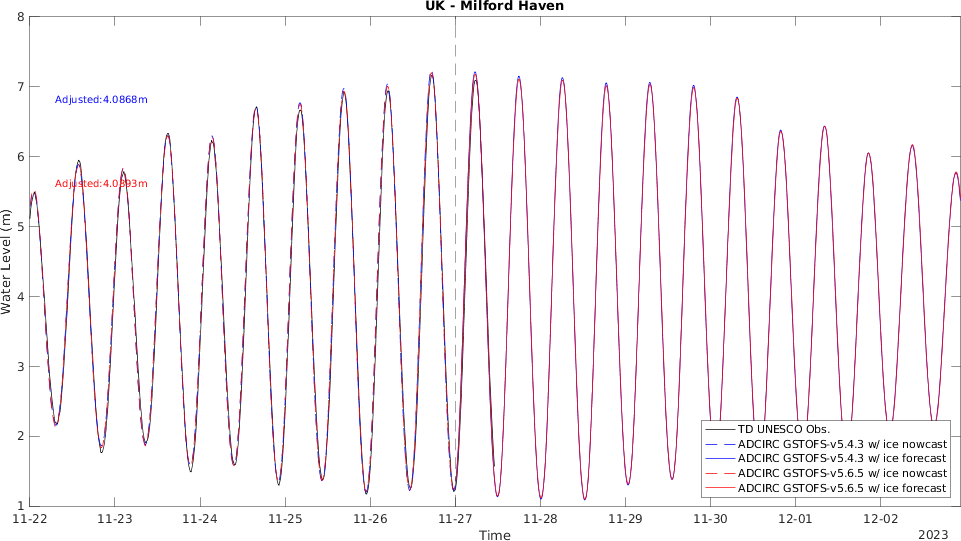 UK - Milford Haven
8
7
6
5
4
3
2
1
Water Level (m)
Adjusted:4.0868m
Adjusted:4.0893m
TD UNESCO Obs.
ADCIRC GSTOFS-v5.4.3 w/ ice nowcast
ADCIRC GSTOFS-v5.4.3 w/ ice forecast
ADCIRC GSTOFS-v5.6.5 w/ ice nowcast
ADCIRC GSTOFS-v5.6.5 w/ ice forecast
11-22 11-23 11-24 11-25 11-26 11-27 11-28 11-29 11-30 12-01 12-02
Time
2023